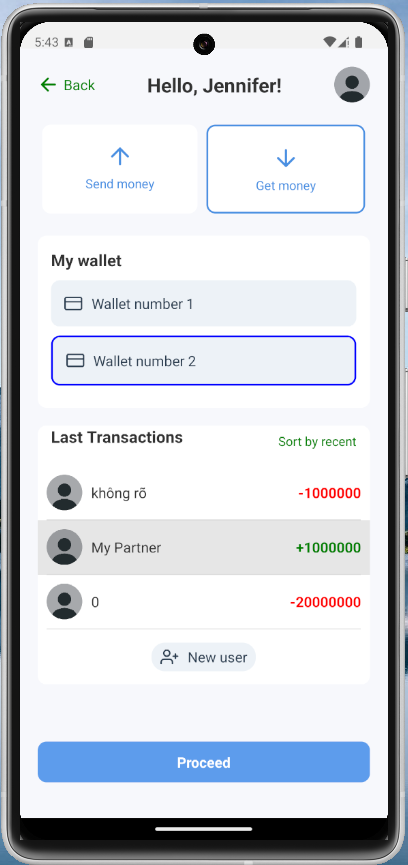 5:43
Back
Hello, Jennifer!
Send money
Get money
My wallet
Wallet number 1
Wallet number 2
Last Transactions
Sort by recent
không rõ
-1000000
My Partner
+1000000
0
-20000000
New user
Proceed